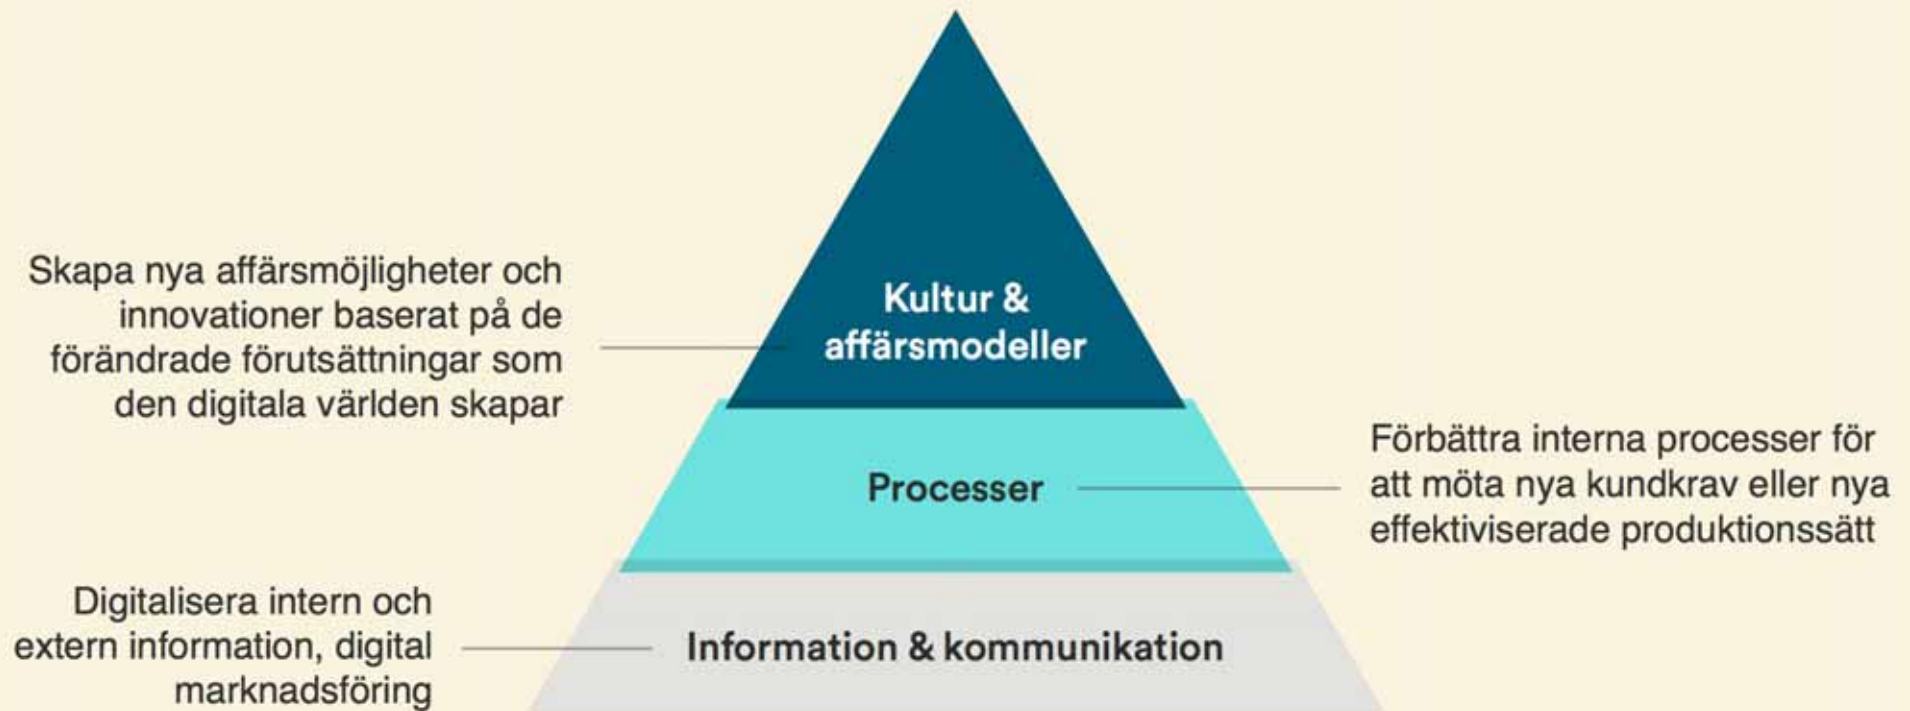 Skapa nya affärsmöjligheter och
innovationer baserat på de
förändrade förutsättningar som
den digitala världen skapar
Kultur &
affärsmodeller
Processer
Förbättra interna processer för
att möta nya kundkrav eller nya
effektiviserade produktionssätt
Digitalisera intern och
extern information, digital
marknadsföring
Information & kommunikation